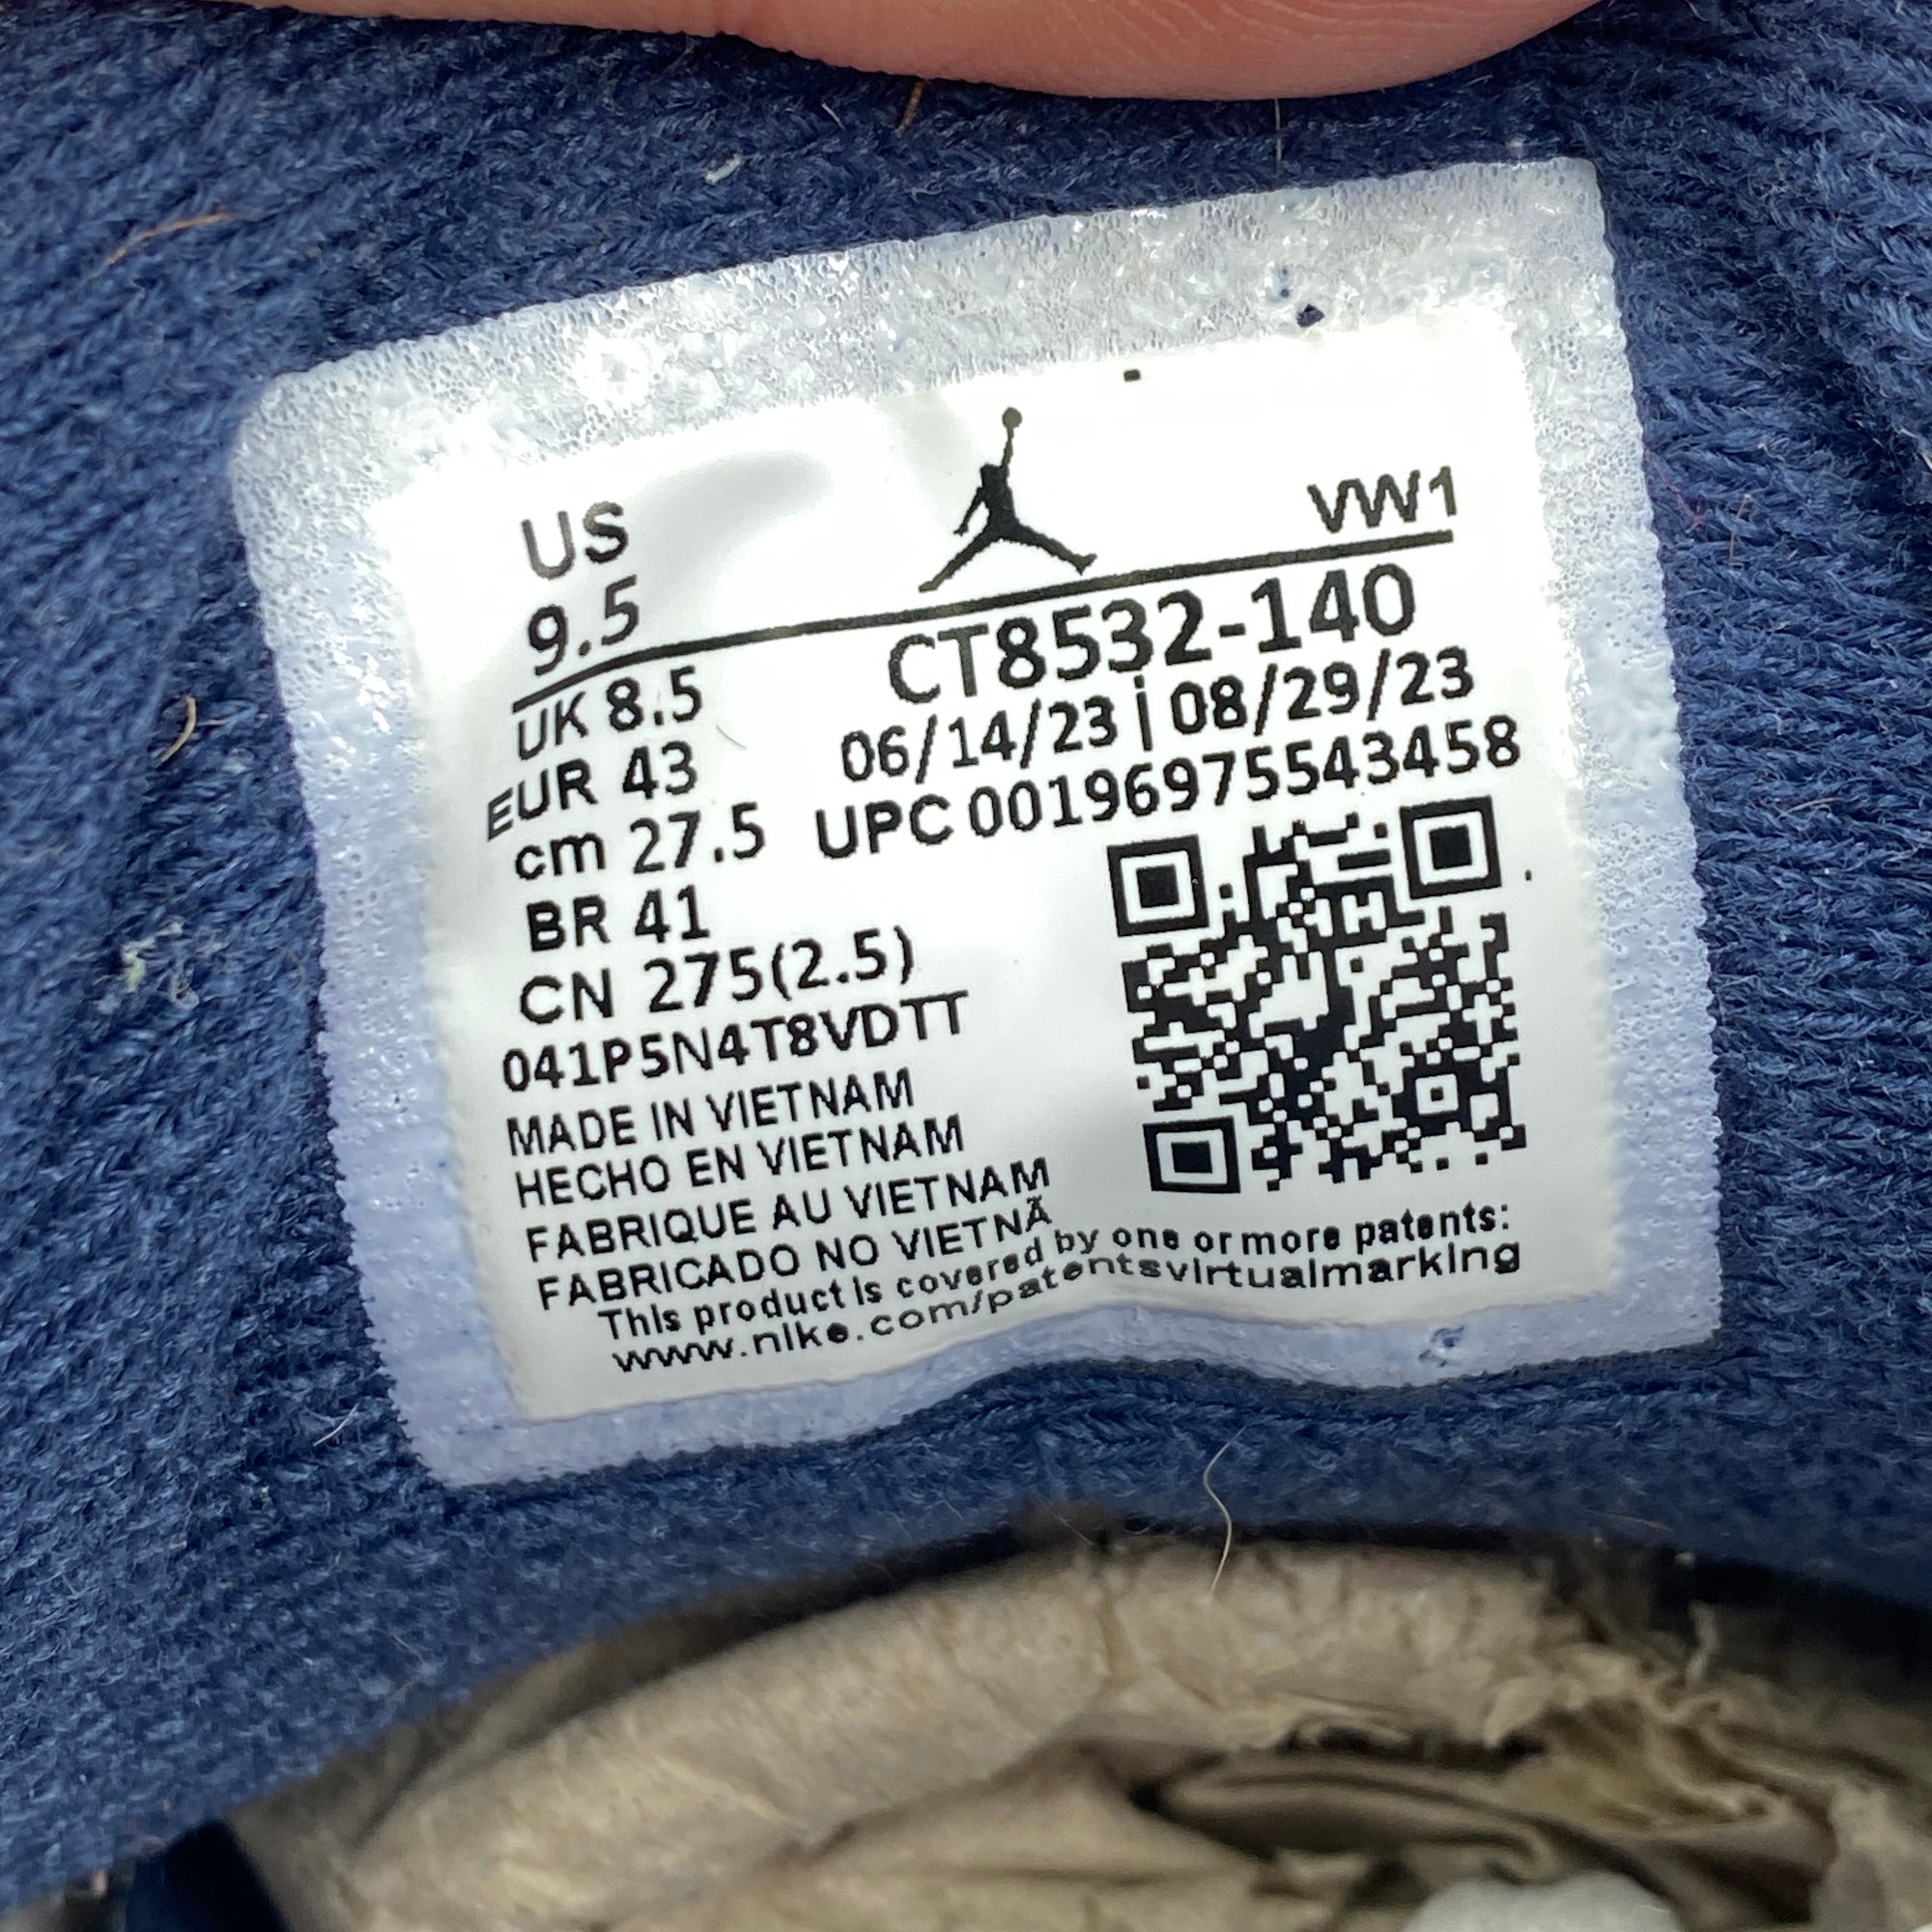 US
9.5
VW1
UK 8.5
EUR 43
cm 27.5
BR 41
CN 275(2.5)
CT8532-140
06/14/23 | 08/29/23
UPC 00196975543458
041P5N4T8VDTT
MADE IN VIETNAM
HECHO EN VIETNAM
FABRIQUE AU VIETNAM
FABRICADO NO VIETNÃ
This product is covered by one or more patents:
www.nike.com/patentsvirtualmarking